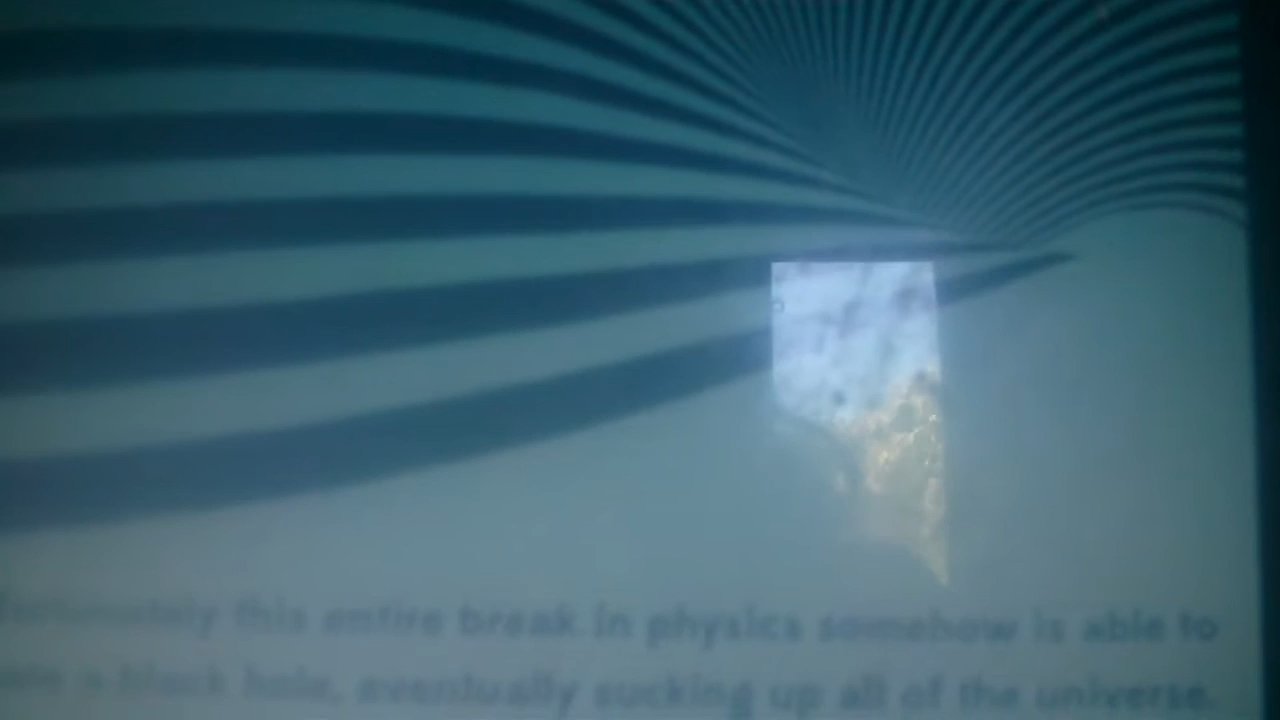 this entire break in physics somehow is able to
a black hole, eventually sucking up all of the universe.